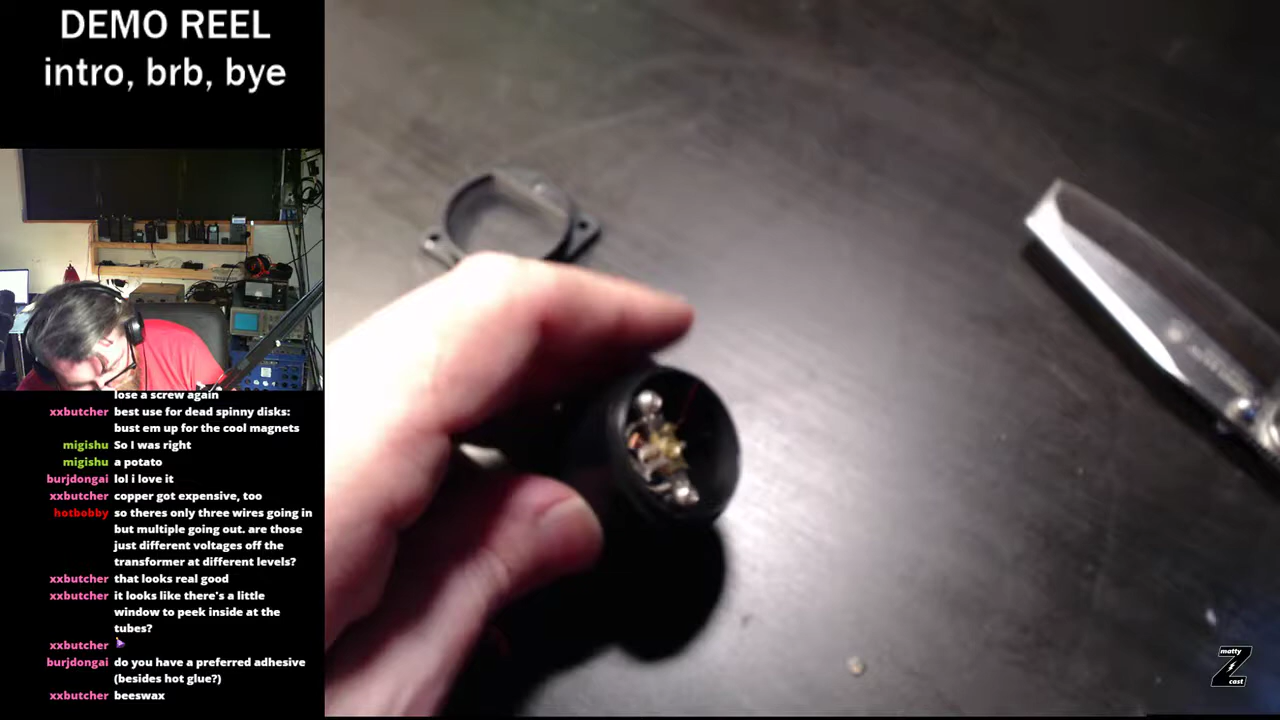 DEMO REEL
intro, brb, bye
lose a screw again
xxbutcher best use for dead spinny disks:
bust em up for the cool magnets
migishu So I was right
migishu a potato
burjdongai lol i love it
xxbutcher copper got expensive, too
hotbobby so theres only three wires going in
but multiple going out. are those
just different voltages off the
transformer at different levels?
xxbutcher that looks real good
xxbutcher it looks like there's a little
window to peek inside at the
tubes?
xxbutcher
burjdongai do you have a preferred adhesive
(besides hot glue?)
xxbutcher beeswax
matty
Z
cast